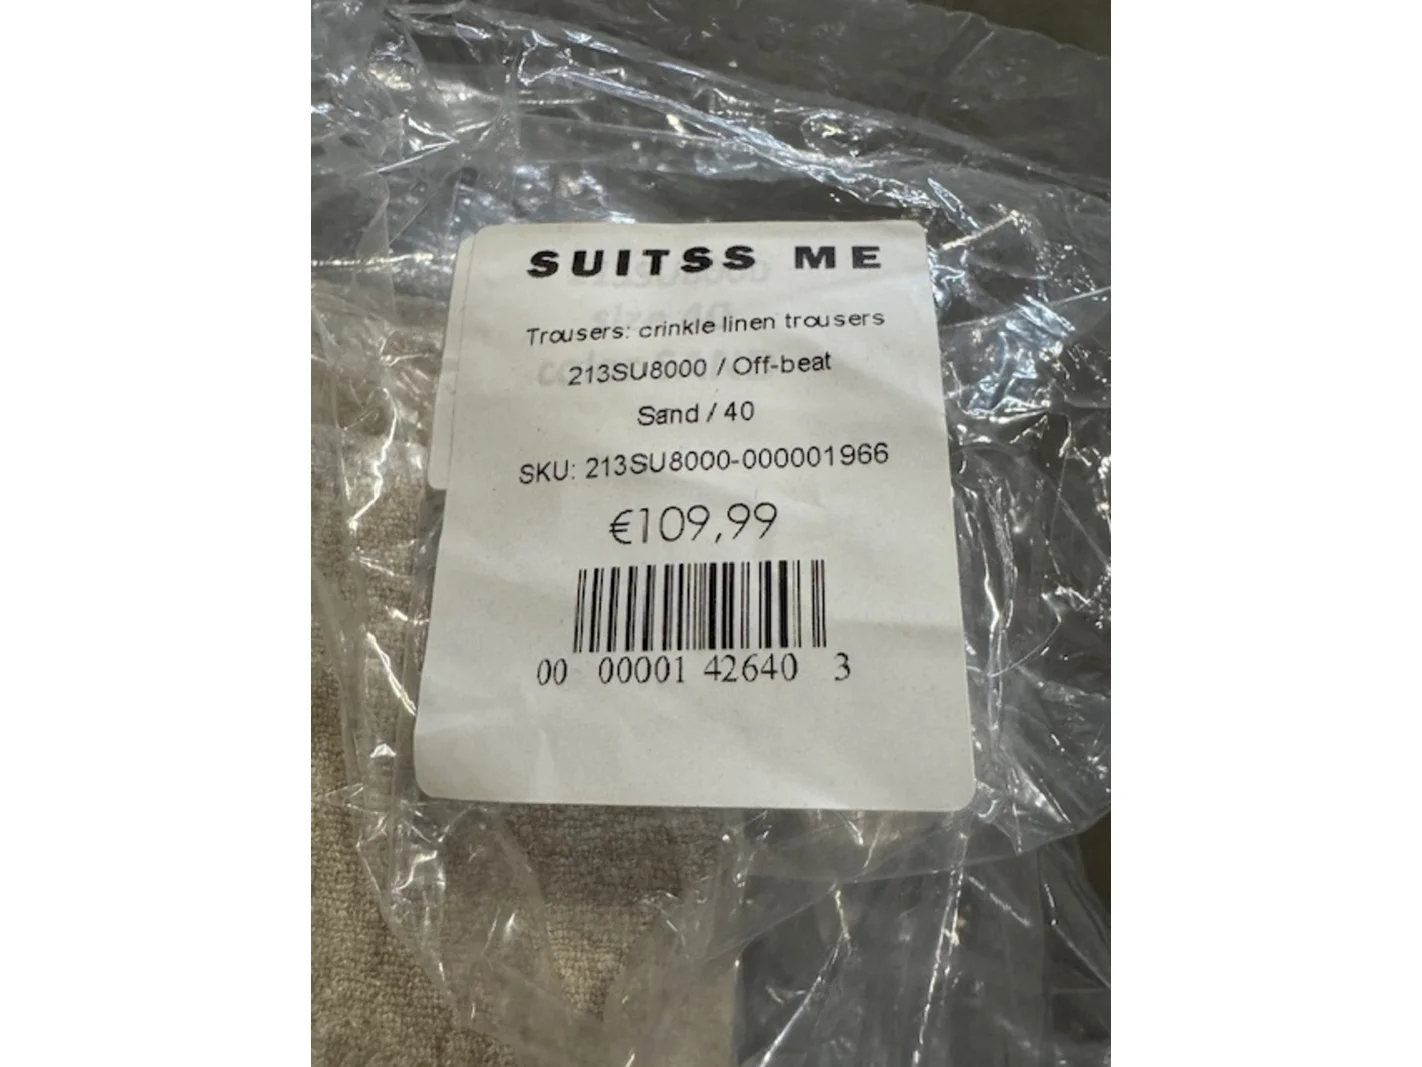 SUITSS ME
Trousers: crinkle linen trousers
213SU8000 / Off-beat
Sand / 40
SKU: 213SU8000-000001966
€109,99
00 00001 42640 3